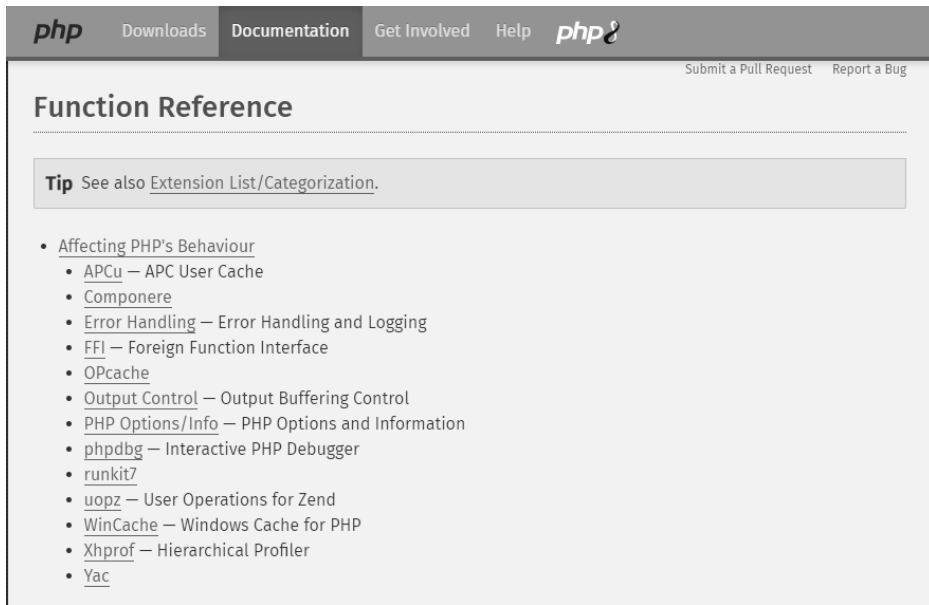 php Downloads Documentation Get Involved Help php8
Submit a Pull Request Report a Bug
Function Reference
Tip See also Extension List/Categorization.
• Affecting PHP's Behaviour
• APCu — APC User Cache
• Componere
• Error Handling — Error Handling and Logging
• FFI — Foreign Function Interface
• OPcache
• Output Control — Output Buffering Control
• PHP Options/Info — PHP Options and Information
• phpdbg — Interactive PHP Debugger
• runkit7
• uopz — User Operations for Zend
• WinCache — Windows Cache for PHP
• Xhprof — Hierarchical Profiler
• Yac